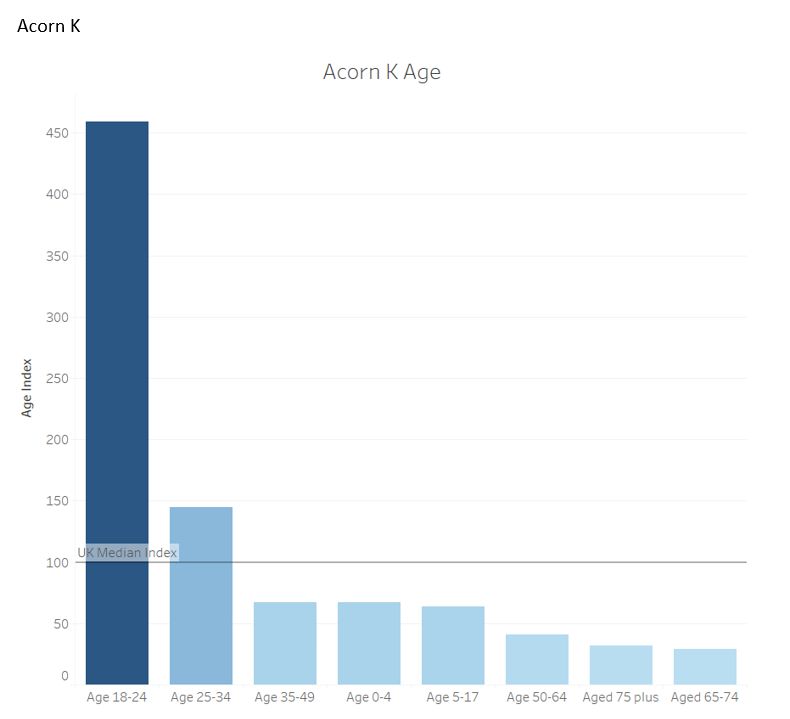 Acorn K
Acorn K Age
Age Index
450
400
350
300
250
200
150
100
50
0
UK Median Index
Age 18-24
Age 25-34
Age 35-49
Age 0-4
Age 5-17
Age 50-64
Aged 75 plus
Aged 65-74